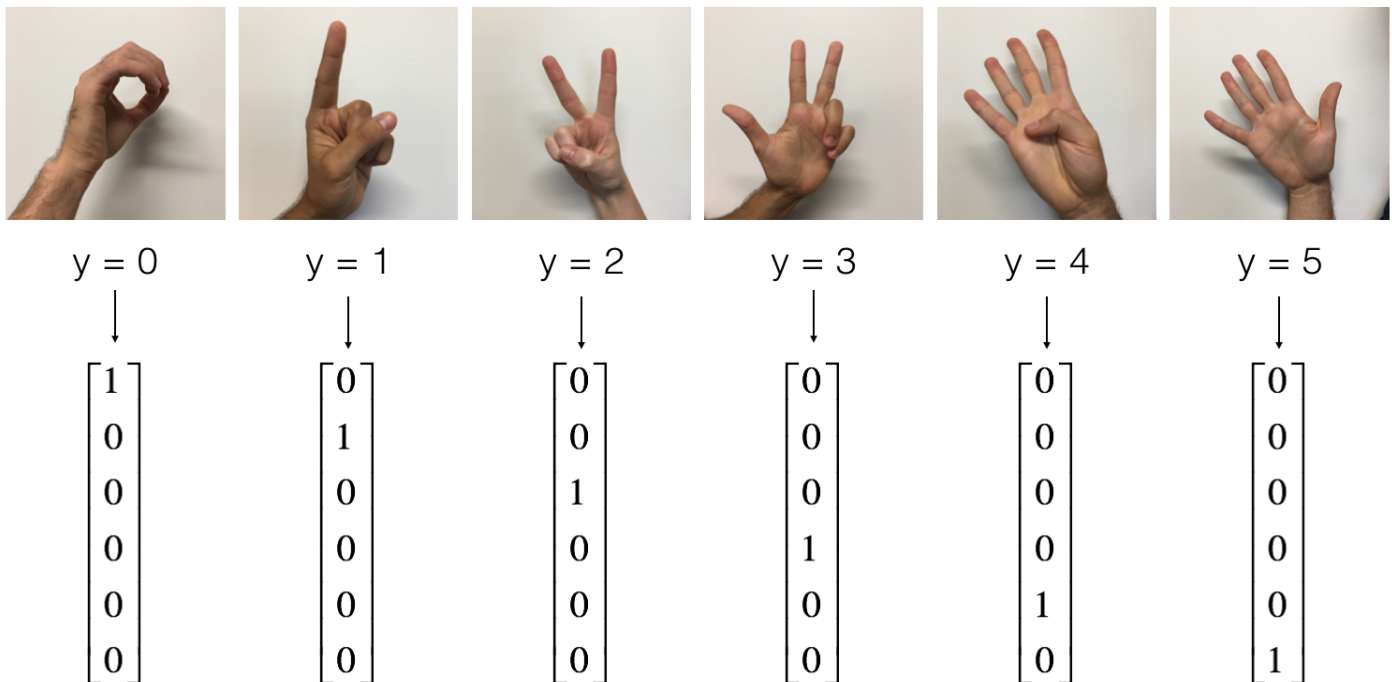 y = 0 y = 1 y = 2 y = 3 y = 4 y = 5
1 0 0 0 0 0
0 1 0 0 0 0
0 0 1 0 0 0
0 0 0 1 0 0
0 0 0 0 1 0
0 0 0 0 0 1